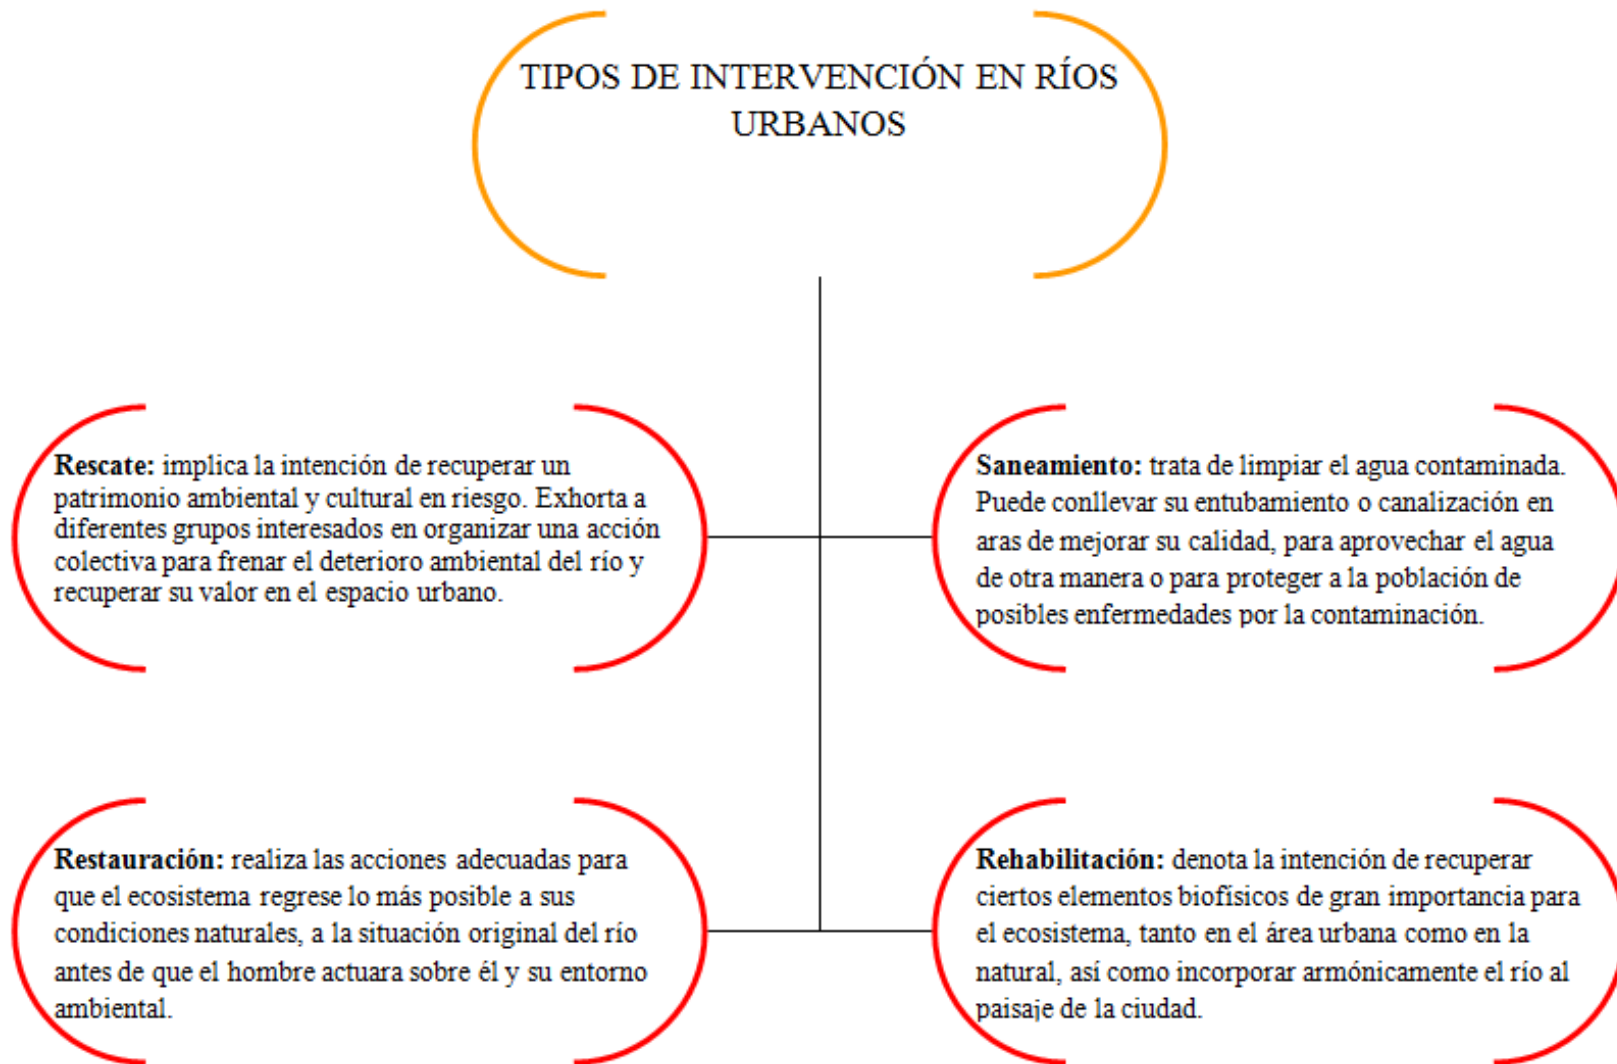 TIPOS DE INTERVENCIÓN EN RÍOS
URBANOS
Rescate: implica la intención de recuperar un
patrimonio ambiental y cultural en riesgo. Exhorta a
diferentes grupos interesados en organizar una acción
colectiva para frenar el deterioro ambiental del río y
recuperar su valor en el espacio urbano.
Saneamiento: trata de limpiar el agua contaminada.
Puede conllevar su entubamiento o canalización en
aras de mejorar su calidad, para aprovechar el agua
de otra manera o para proteger a la población de
posibles enfermedades por la contaminación.
Restauración: realiza las acciones adecuadas para
que el ecosistema regrese lo más posible a sus
condiciones naturales, a la situación original del río
antes de que el hombre actuara sobre él y su entorno
ambiental.
Rehabilitación: denota la intención de recuperar
ciertos elementos biofísicos de gran importancia para
el ecosistema, tanto en el área urbana como en la
natural, así como incorporar armónicamente el río al
paisaje de la ciudad.